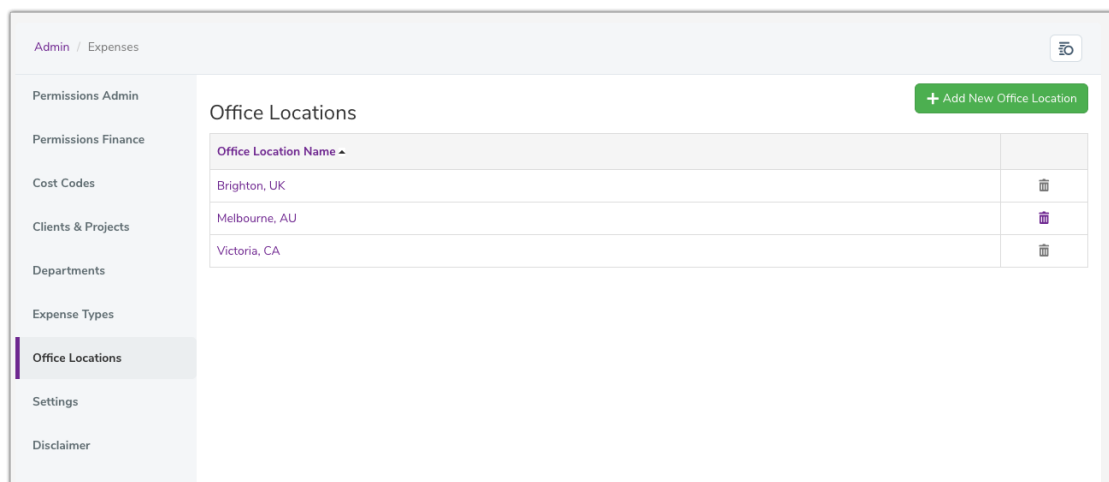 Admin / Expenses
Permissions Admin
Permissions Finance
Cost Codes
Clients & Projects
Departments
Expense Types
Office Locations
Settings
Disclaimer
Office Locations
+ Add New Office Location
Office Location Name
Brighton, UK
Melbourne, AU
Victoria, CA